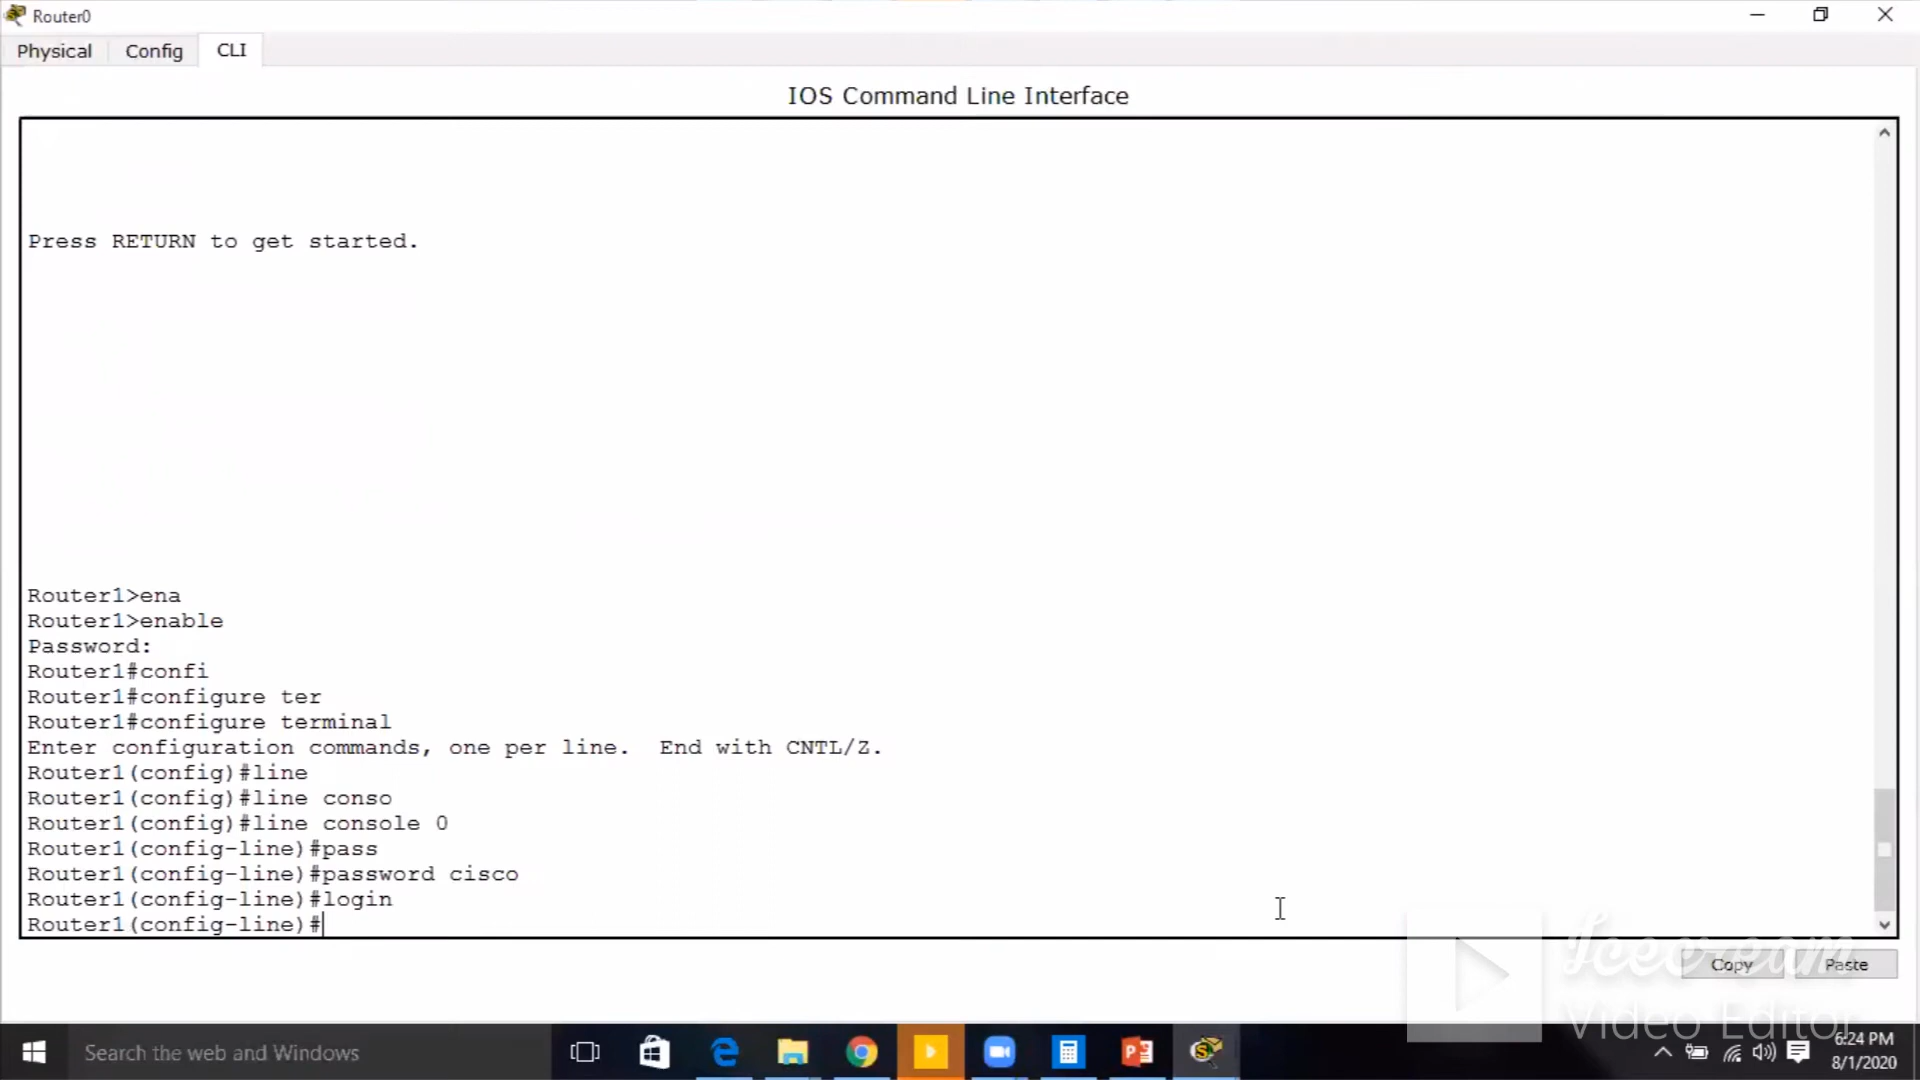 Router0
Physical Config CLI
IOS Command Line Interface
Press RETURN to get started.
Router1>ena
Router1>enable
Password:
Router1#confi
Router1#configure ter
Router1#configure terminal
Enter configuration commands, one per line.  End with CNTL/Z.
Router1(config)#line
Router1(config)#line conso
Router1(config)#line console 0
Router1(config-line)#pass
Router1(config-line)#password cisco
Router1(config-line)#login
Router1(config-line)#
Copy Paste
Icecream
Video Editor
Search the web and Windows
6:24 PM
8/1/2020